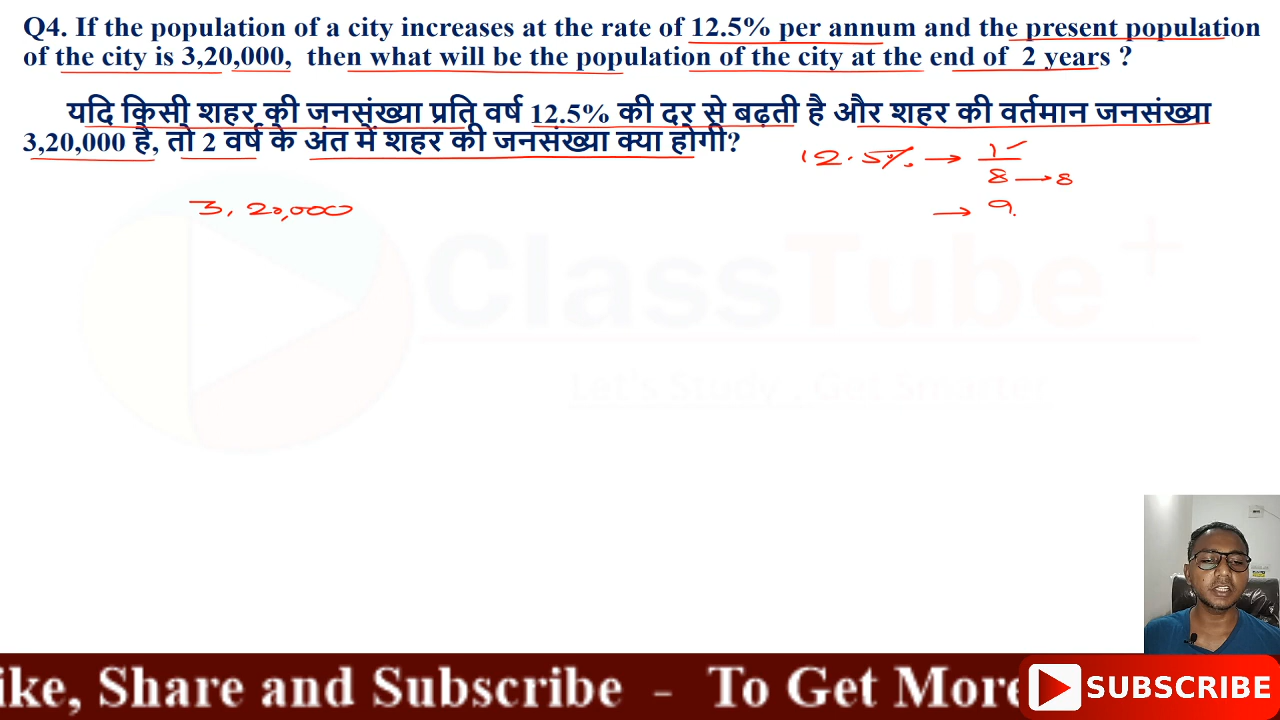 Q4. If the population of a city increases at the rate of 12.5% per annum and the present population
of the city is 3,20,000, then what will be the population of the city at the end of 2 years ?
यदि किसी शहर की जनसंख्या प्रति वर्ष 12.5% की दर से बढ़ती है और शहर की वर्तमान जनसंख्या
3,20,000 है, तो 2 वर्ष के अंत में शहर की जनसंख्या क्या होगी?
12.5% → 1/8 → 8
3,20,000 → 9
ClassTube+
Let's Study , Get Smarter
ike, Share and Subscribe - To Get More
SUBSCRIBE